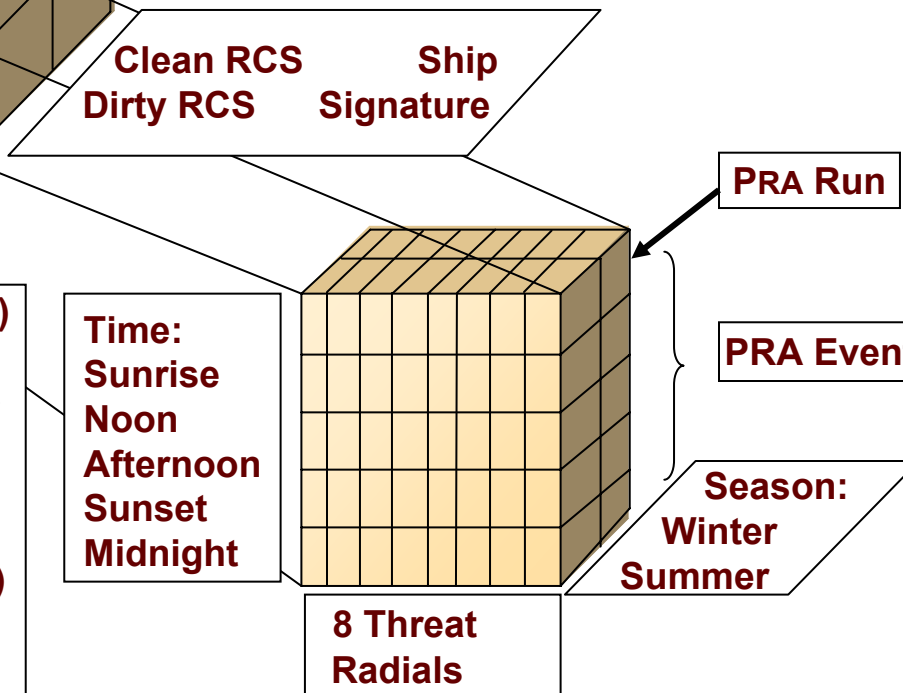 Clean RCS Ship
Dirty RCS Signature
PRA Run
)
Time:
Sunrise
Noon
Afternoon
Sunset
Midnight
PRA Even
Season:
Winter
Summer
)
8 Threat
Radials